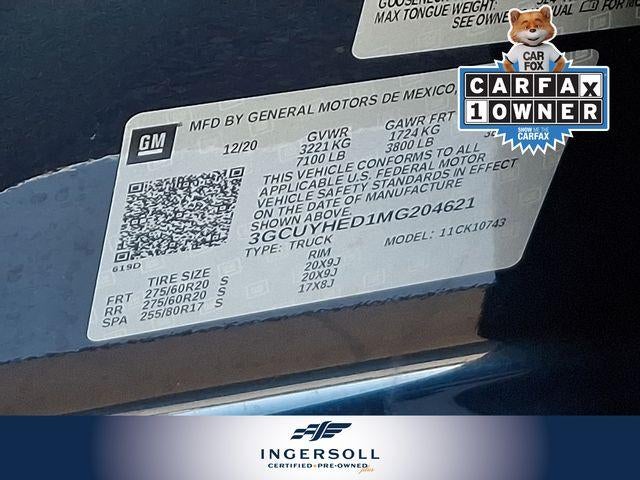 GOOSENECK
MAX TONGUE WEIGHT:
SEE OWNER
MANUAL
CAR
FOX
CARFAX
1 OWNER
SHOW ME THE
CARFAX
GM
MFD BY GENERAL MOTORS DE MEXICO,
12/20 GVWR GAWR FRT
3221 KG 1724 KG
7100 LB 3800 LB
THIS VEHICLE CONFORMS TO ALL
APPLICABLE U.S. FEDERAL MOTOR
VEHICLE SAFETY STANDARDS IN EFFECT
ON THE DATE OF MANUFACTURE
SHOWN ABOVE.
3GCUYHED1MG204621
TYPE: TRUCK MODEL: 11CK10743
619D
TIRE SIZE RIM
FRT 275/60R20 S 20X9J
RR 275/60R20 S 20X9J
SPA 255/80R17 S 17X8J
INGERSOLL
CERTIFIED • PRE-OWNED plus